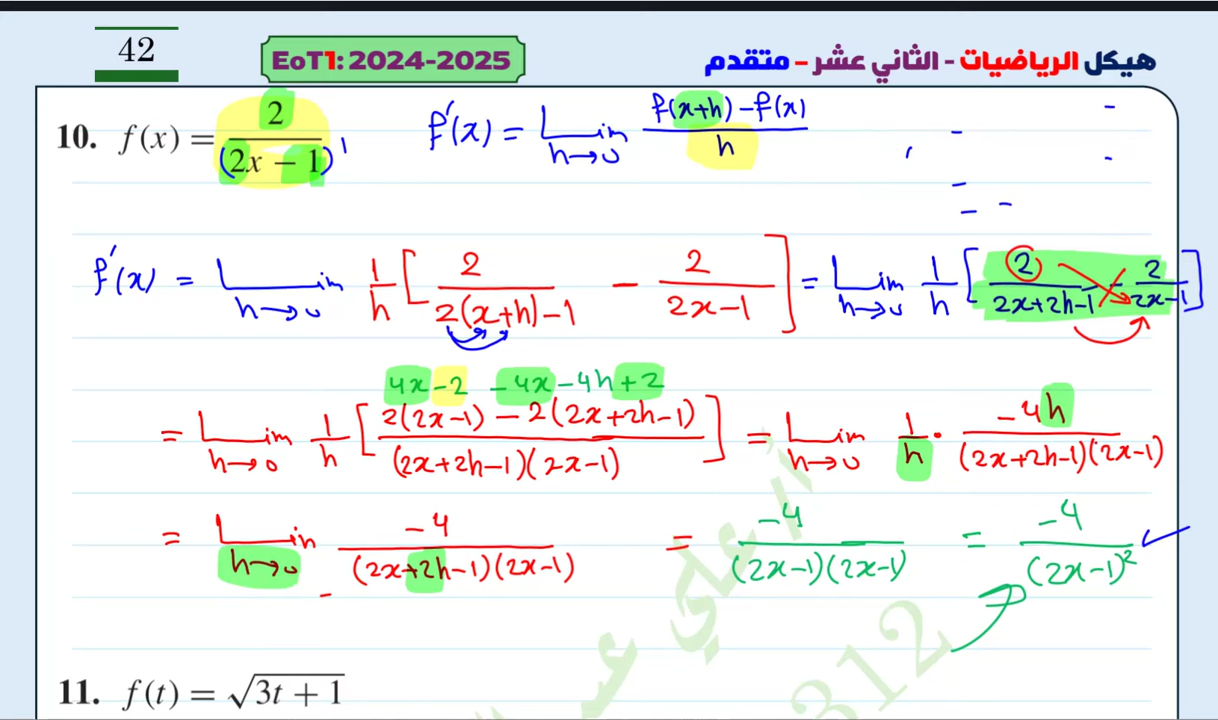 42
EoT1: 2024-2025
هيكل الرياضيات - الثاني عشر - متقدم
10. f(x) = 2/(2x − 1)' f'(x) = Lim h→0 (f(x+h) − f(x))/h
f'(x) = Lim h→0 1/h [2/(2(x+h)−1) − 2/(2x−1)] = Lim h→0 1/h [2/(2x+2h−1) − 2/(2x−1)]
4x−2 −4x−4h+2
= Lim h→0 1/h [(2(2x−1) − 2(2x+2h−1))/((2x+2h−1)(2x−1))] = Lim h→0 1/h · −4h/((2x+2h−1)(2x−1))
= Lim h→0 −4/((2x+2h−1)(2x−1)) = −4/((2x−1)(2x−1)) = −4/(2x−1)²
312
11. f(t) = √(3t + 1)